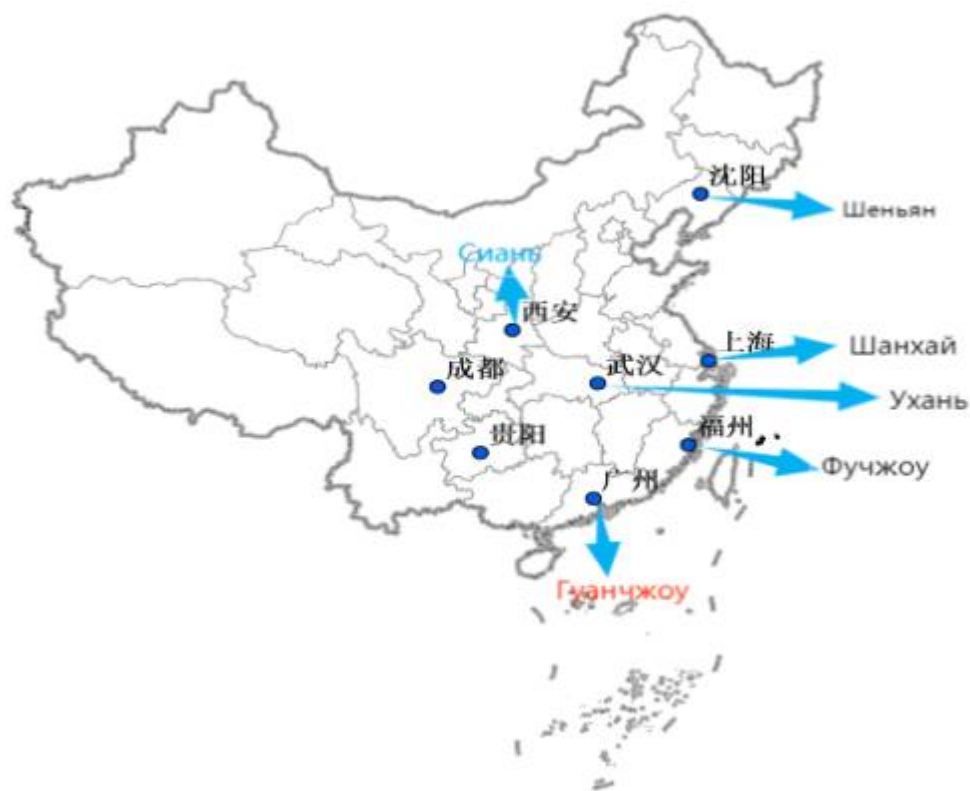 沈阳
Шеньян
Сиань
西安
上海
Шанхай
成都
武汉
Ухань
贵阳
福州
Фучжоу
广州
Гуанчжоу